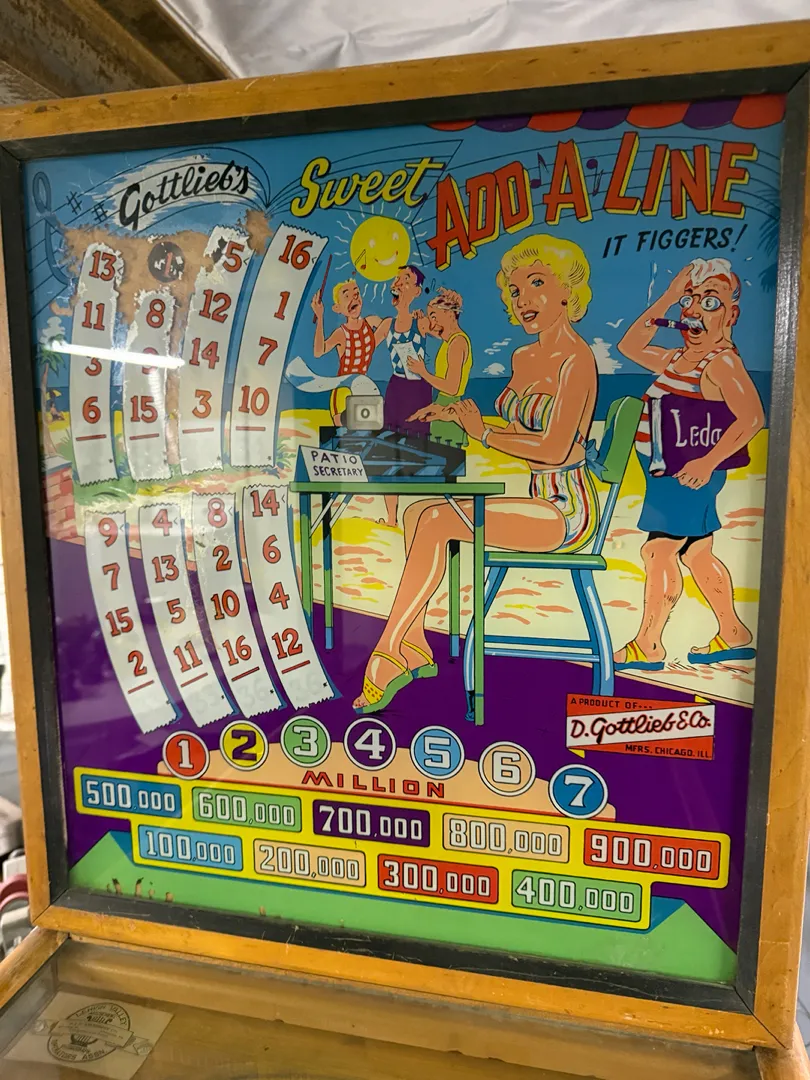 Gottlieb's
Sweet ADD-A-LINE
IT FIGGERS!
13
11
3
6
8
9
15
5
12
14
3
16
1
7
10
0
PATIO
SECRETARY
Leda
9
7
15
2
4
13
5
11
8
2
10
16
14
6
4
12
A PRODUCT OF...
D. Gottlieb & Co.
MFRS. CHICAGO, ILL.
1 2 3 4 5 6 7
MILLION
500,000 600,000 700,000 800,000 900,000
100,000 200,000 300,000 400,000